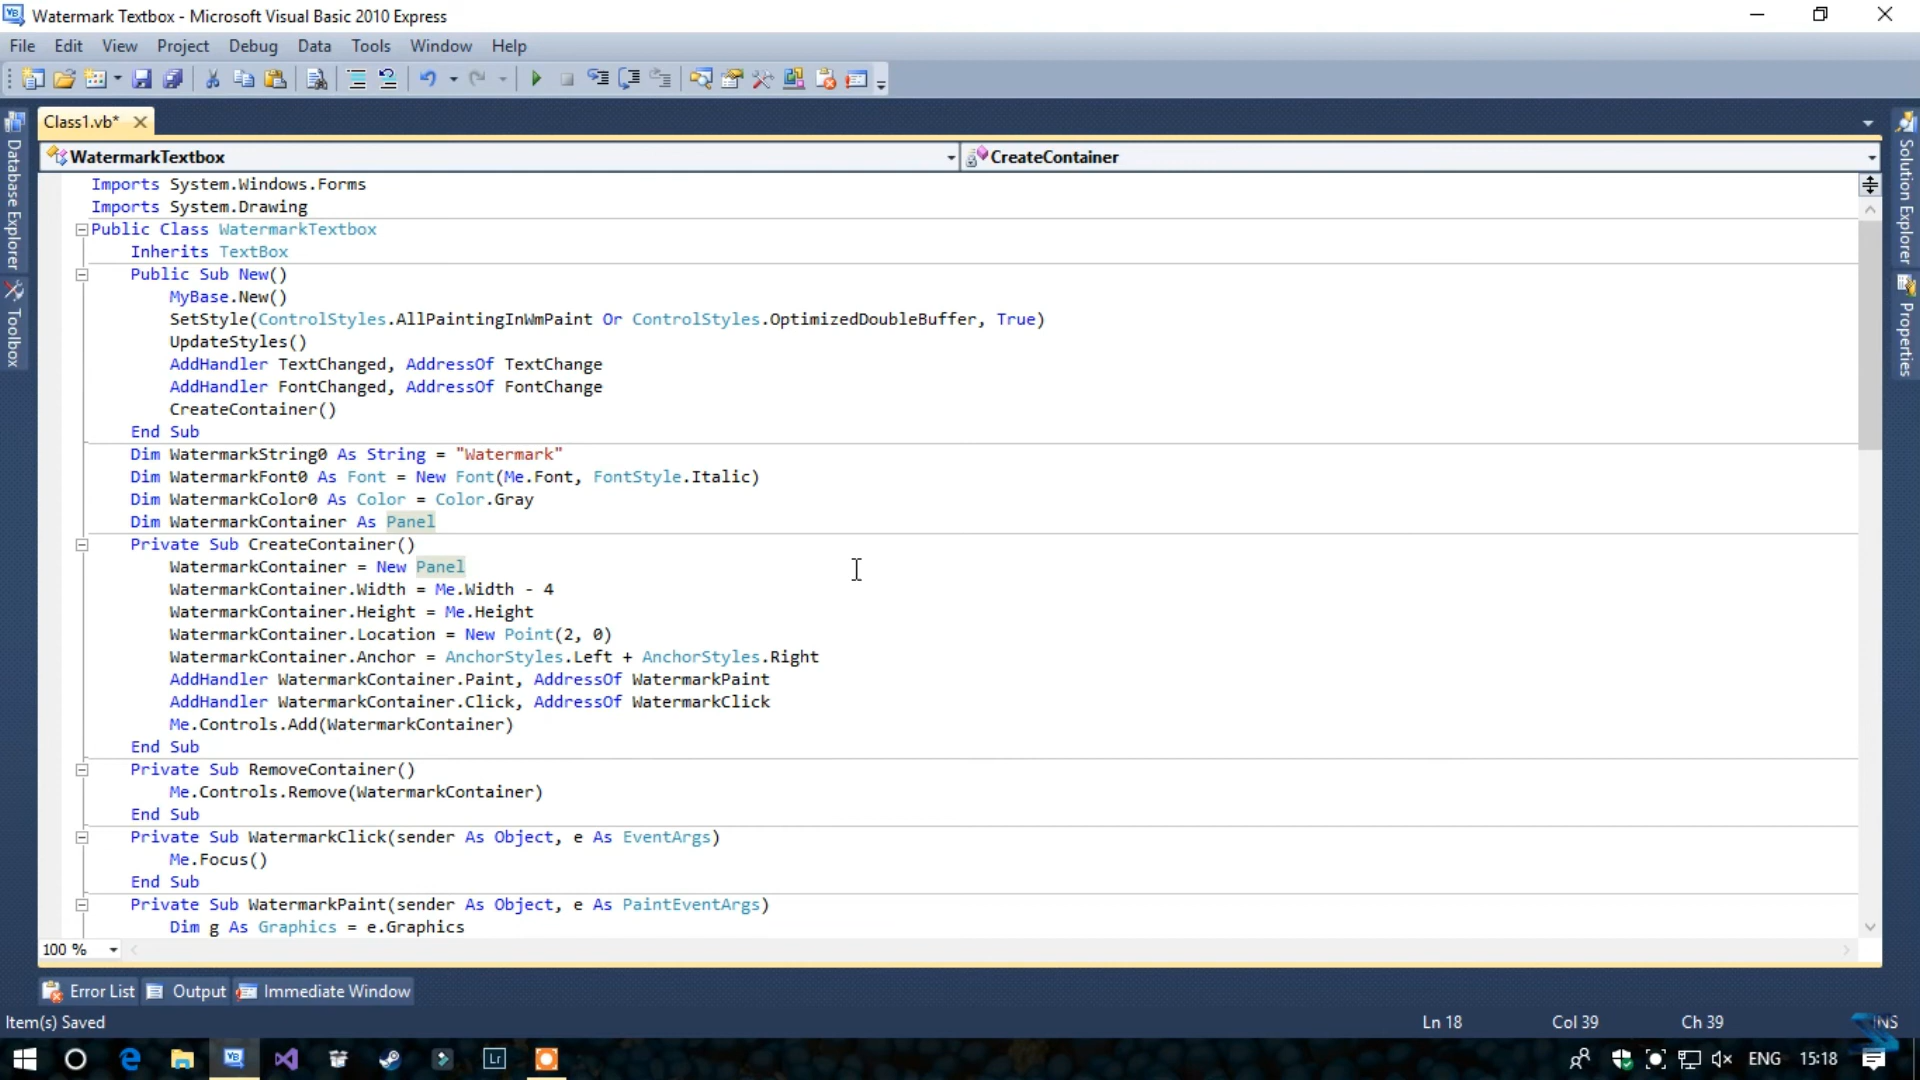 Watermark Textbox - Microsoft Visual Basic 2010 Express
File Edit View Project Debug Data Tools Window Help
Class1.vb*
WatermarkTextbox
CreateContainer
Database Explorer
Toolbox
Solution Explorer
Properties
Imports System.Windows.Forms
Imports System.Drawing
Public Class WatermarkTextbox
Inherits TextBox
Public Sub New()
MyBase.New()
SetStyle(ControlStyles.AllPaintingInWmPaint Or ControlStyles.OptimizedDoubleBuffer, True)
UpdateStyles()
AddHandler TextChanged, AddressOf TextChange
AddHandler FontChanged, AddressOf FontChange
CreateContainer()
End Sub
Dim WatermarkString0 As String = "Watermark"
Dim WatermarkFont0 As Font = New Font(Me.Font, FontStyle.Italic)
Dim WatermarkColor0 As Color = Color.Gray
Dim WatermarkContainer As Panel
Private Sub CreateContainer()
WatermarkContainer = New Panel
WatermarkContainer.Width = Me.Width - 4
WatermarkContainer.Height = Me.Height
WatermarkContainer.Location = New Point(2, 0)
WatermarkContainer.Anchor = AnchorStyles.Left + AnchorStyles.Right
AddHandler WatermarkContainer.Paint, AddressOf WatermarkPaint
AddHandler WatermarkContainer.Click, AddressOf WatermarkClick
Me.Controls.Add(WatermarkContainer)
End Sub
Private Sub RemoveContainer()
Me.Controls.Remove(WatermarkContainer)
End Sub
Private Sub WatermarkClick(sender As Object, e As EventArgs)
Me.Focus()
End Sub
Private Sub WatermarkPaint(sender As Object, e As PaintEventArgs)
Dim g As Graphics = e.Graphics
100 %
Error List Output Immediate Window
Item(s) Saved Ln 18 Col 39 Ch 39 INS
VB Lr ENG 15:18